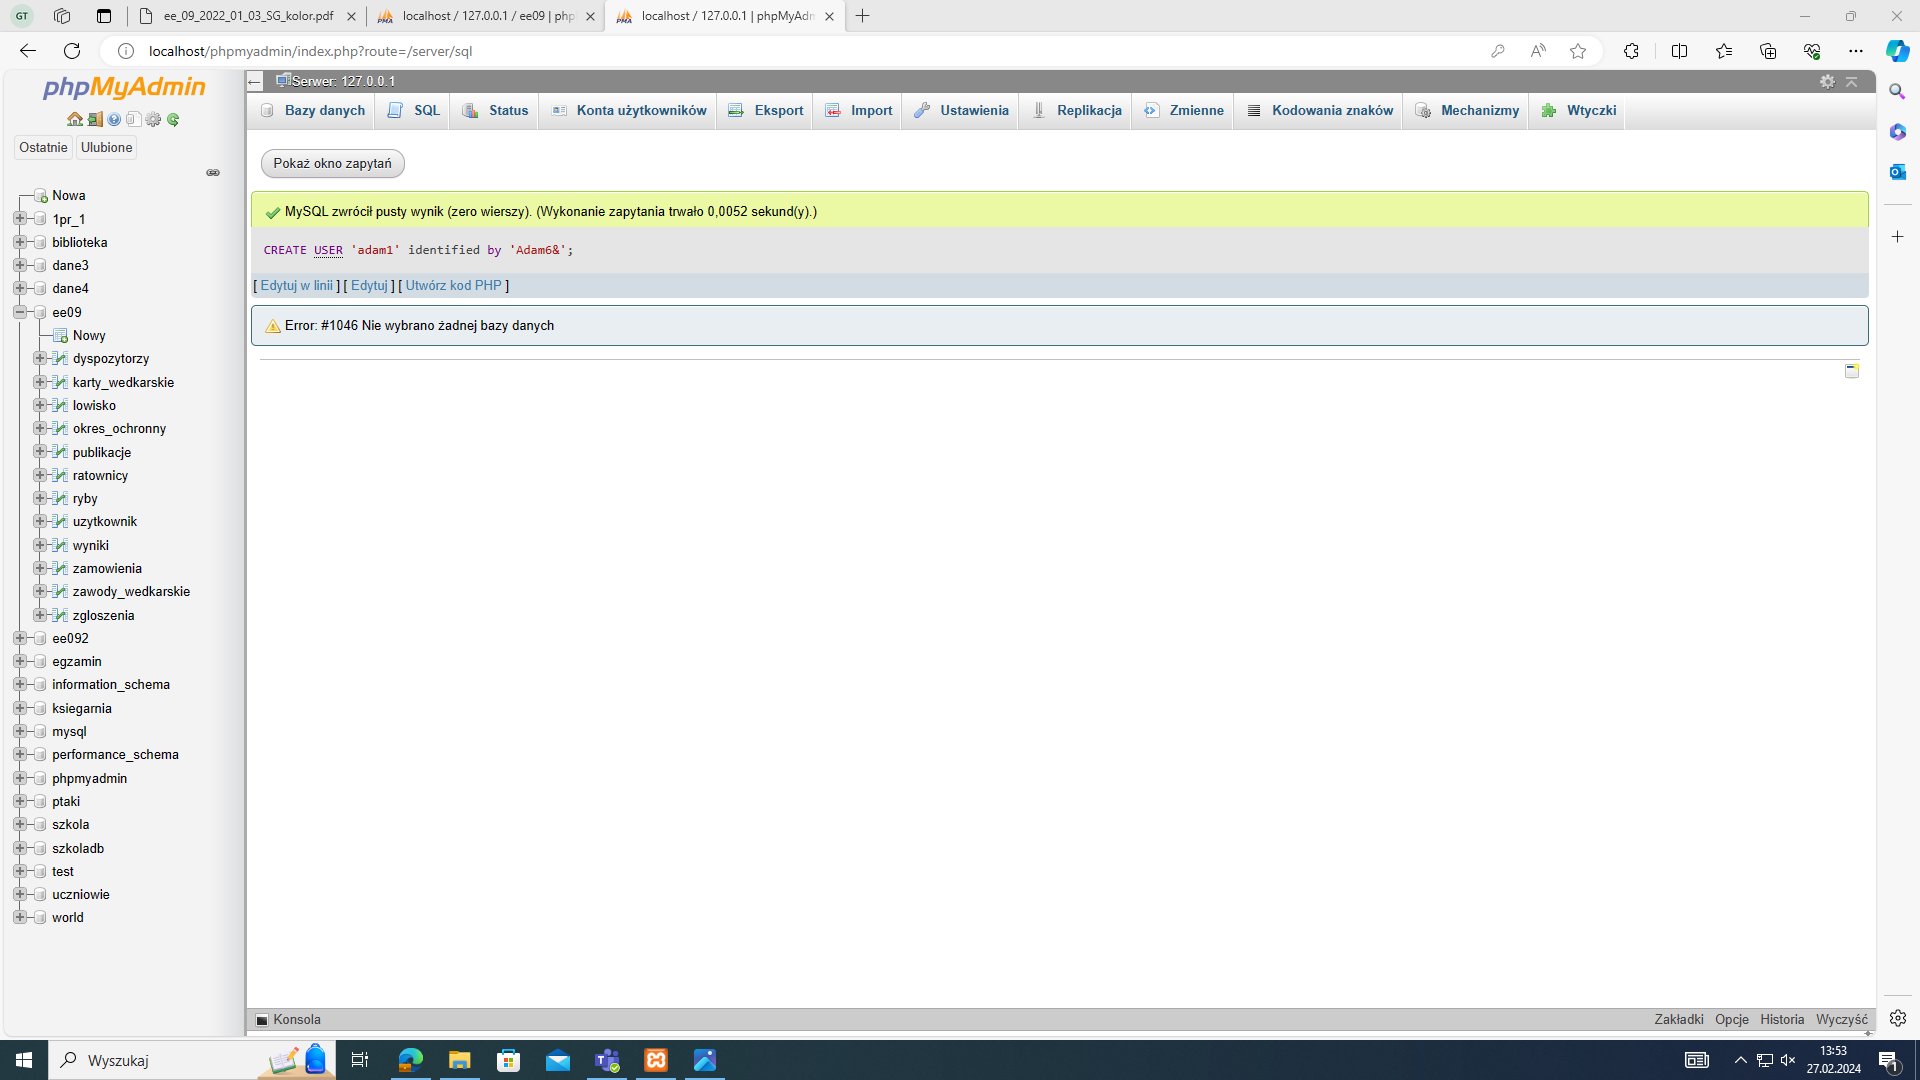 GT
ee_09_2022_01_03_SG_kolor.pdf
localhost / 127.0.0.1 / ee09 | php
localhost / 127.0.0.1 | phpMyAdm
localhost/phpmyadmin/index.php?route=/server/sql
phpMyAdmin
Ostatnie
Ulubione
Nowa
1pr_1
biblioteka
dane3
dane4
ee09
Nowy
dyspozytorzy
karty_wedkarskie
lowisko
okres_ochronny
publikacje
ratownicy
ryby
uzytkownik
wyniki
zamowienia
zawody_wedkarskie
zgloszenia
ee092
egzamin
information_schema
ksiegarnia
mysql
performance_schema
phpmyadmin
ptaki
szkola
szkoladb
test
uczniowie
world
Serwer: 127.0.0.1
Bazy danych
SQL
Status
Konta użytkowników
Eksport
Import
Ustawienia
Replikacja
Zmienne
Kodowania znaków
Mechanizmy
Wtyczki
Pokaż okno zapytań
MySQL zwrócił pusty wynik (zero wierszy). (Wykonanie zapytania trwało 0,0052 sekund(y).)
CREATE USER 'adam1' identified by 'Adam6&';
[ Edytuj w linii ] [ Edytuj ] [ Utwórz kod PHP ]
Error: #1046 Nie wybrano żadnej bazy danych
Konsola
Zakładki
Opcje
Historia
Wyczyść
Wyszukaj
13:53
27.02.2024
1